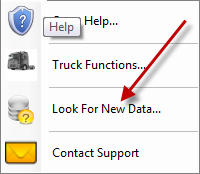 Help...
Help
Truck Functions...
Look For New Data...
Contact Support